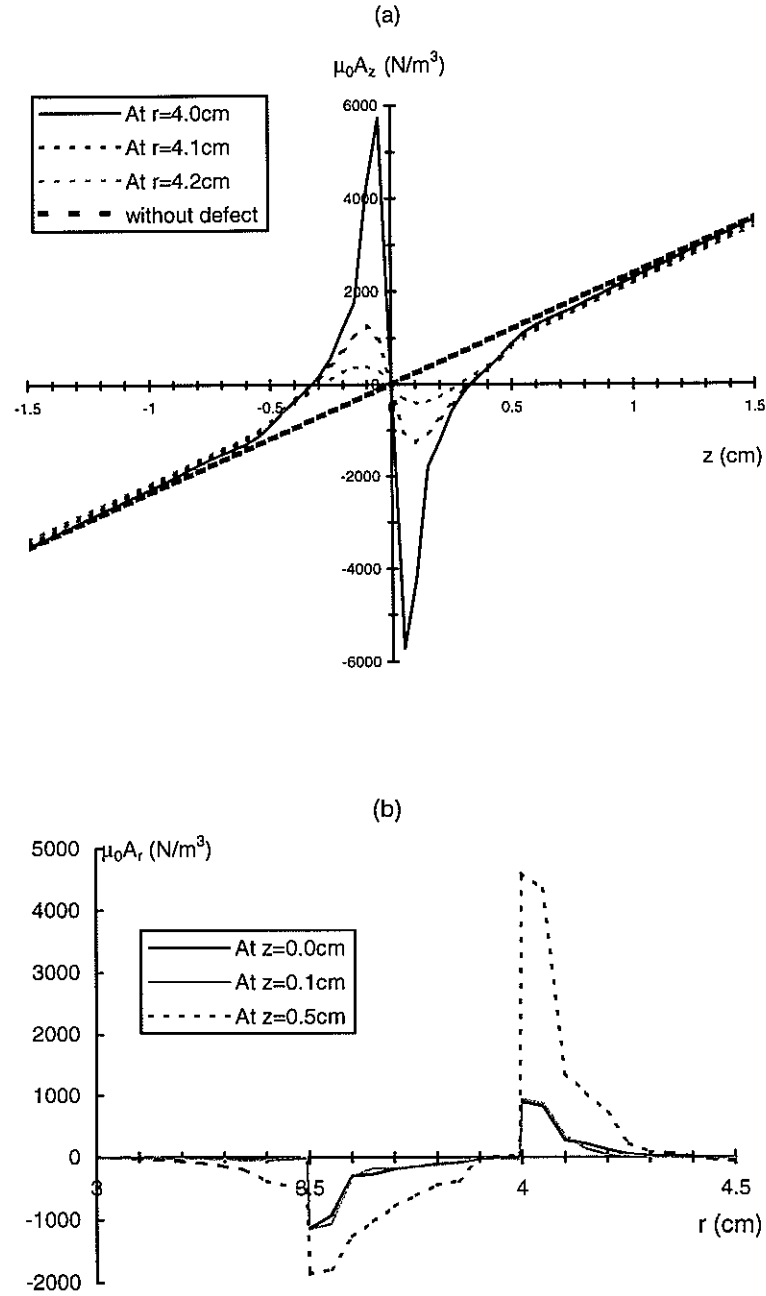 (a)
μ₀A_z (N/m³)
At r=4.0cm
At r=4.1cm
At r=4.2cm
without defect
6000
4000
2000
0
-1.5
-1
-0.5
0.5
1
1.5
z (cm)
-2000
-4000
-6000
(b)
μ₀A_r (N/m³)
5000
4000
3000
2000
1000
0
-1000
-2000
At z=0.0cm
At z=0.1cm
At z=0.5cm
3
3.5
4
4.5
r (cm)